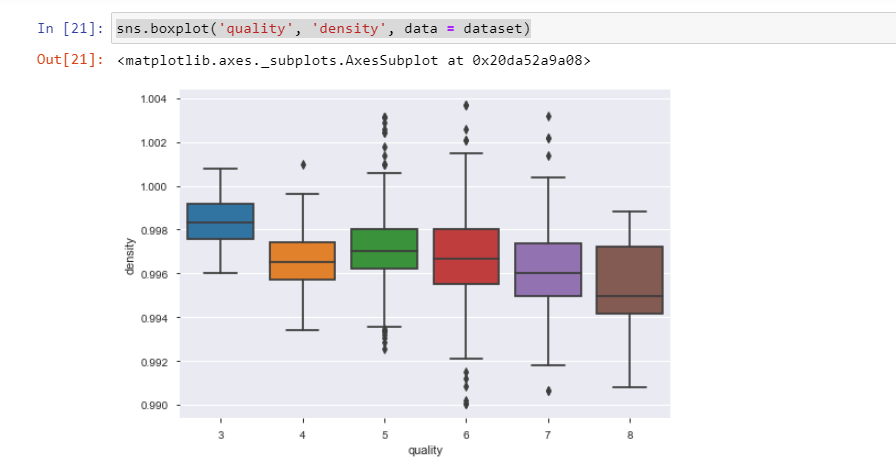 In [21]: sns.boxplot('quality', 'density', data = dataset)
Out[21]: <matplotlib.axes._subplots.AxesSubplot at 0x20da52a9a08>
1.004
1.002
1.000
0.998
0.996
0.994
0.992
0.990
density
3 4 5 6 7 8
quality